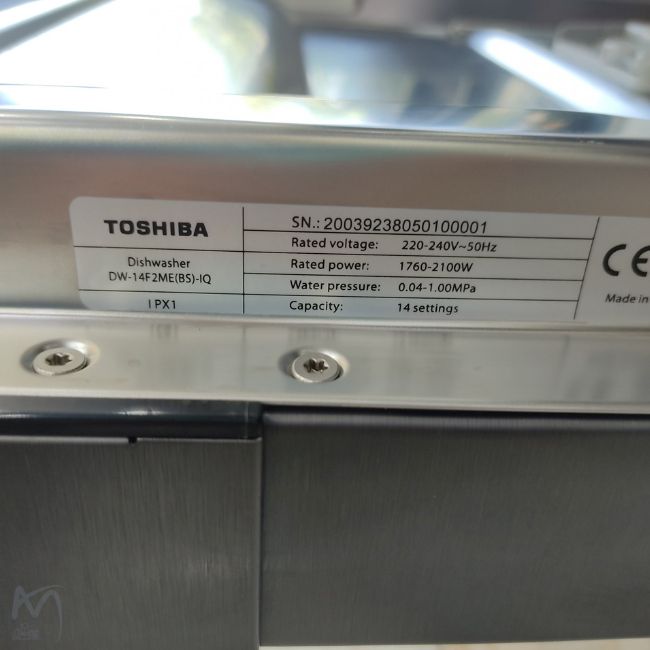 TOSHIBA
Dishwasher
DW-14F2ME(BS)-IQ
IPX1
SN.: 20039238050100001
Rated voltage: 220-240V~50Hz
Rated power: 1760-2100W
Water pressure: 0.04-1.00MPa
Capacity: 14 settings
CE
Made in